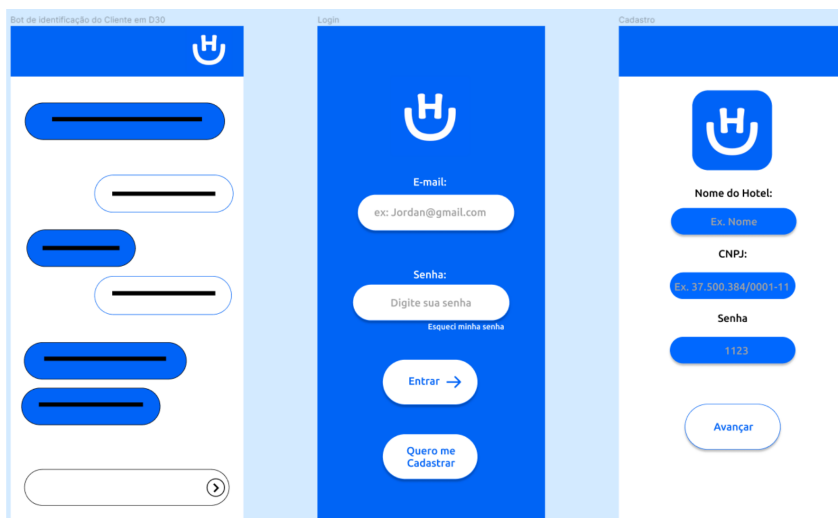 Bot de identificação do Cliente em D30
Login
Cadastro
H
H
H
E-mail:
ex: Jordan@gmail.com
Senha:
Digite sua senha
Esqueci minha senha
Entrar →
Quero me
Cadastrar
Nome do Hotel:
Ex. Nome
CNPJ:
Ex. 37.500.384/0001-11
Senha
1123
Avançar